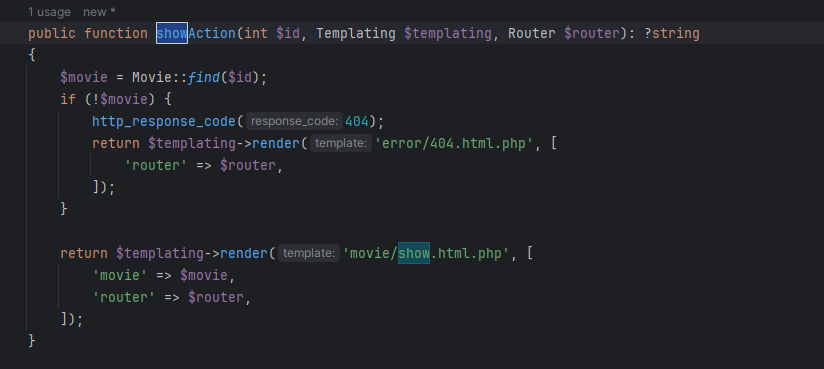 1 usage   new *
public function showAction(int $id, Templating $templating, Router $router): ?string
{
    $movie = Movie::find($id);
    if (!$movie) {
        http_response_code( response_code: 404);
        return $templating->render( template: 'error/404.html.php', [
            'router' => $router,
        ]);
    }

    return $templating->render( template: 'movie/show.html.php', [
        'movie' => $movie,
        'router' => $router,
    ]);
}